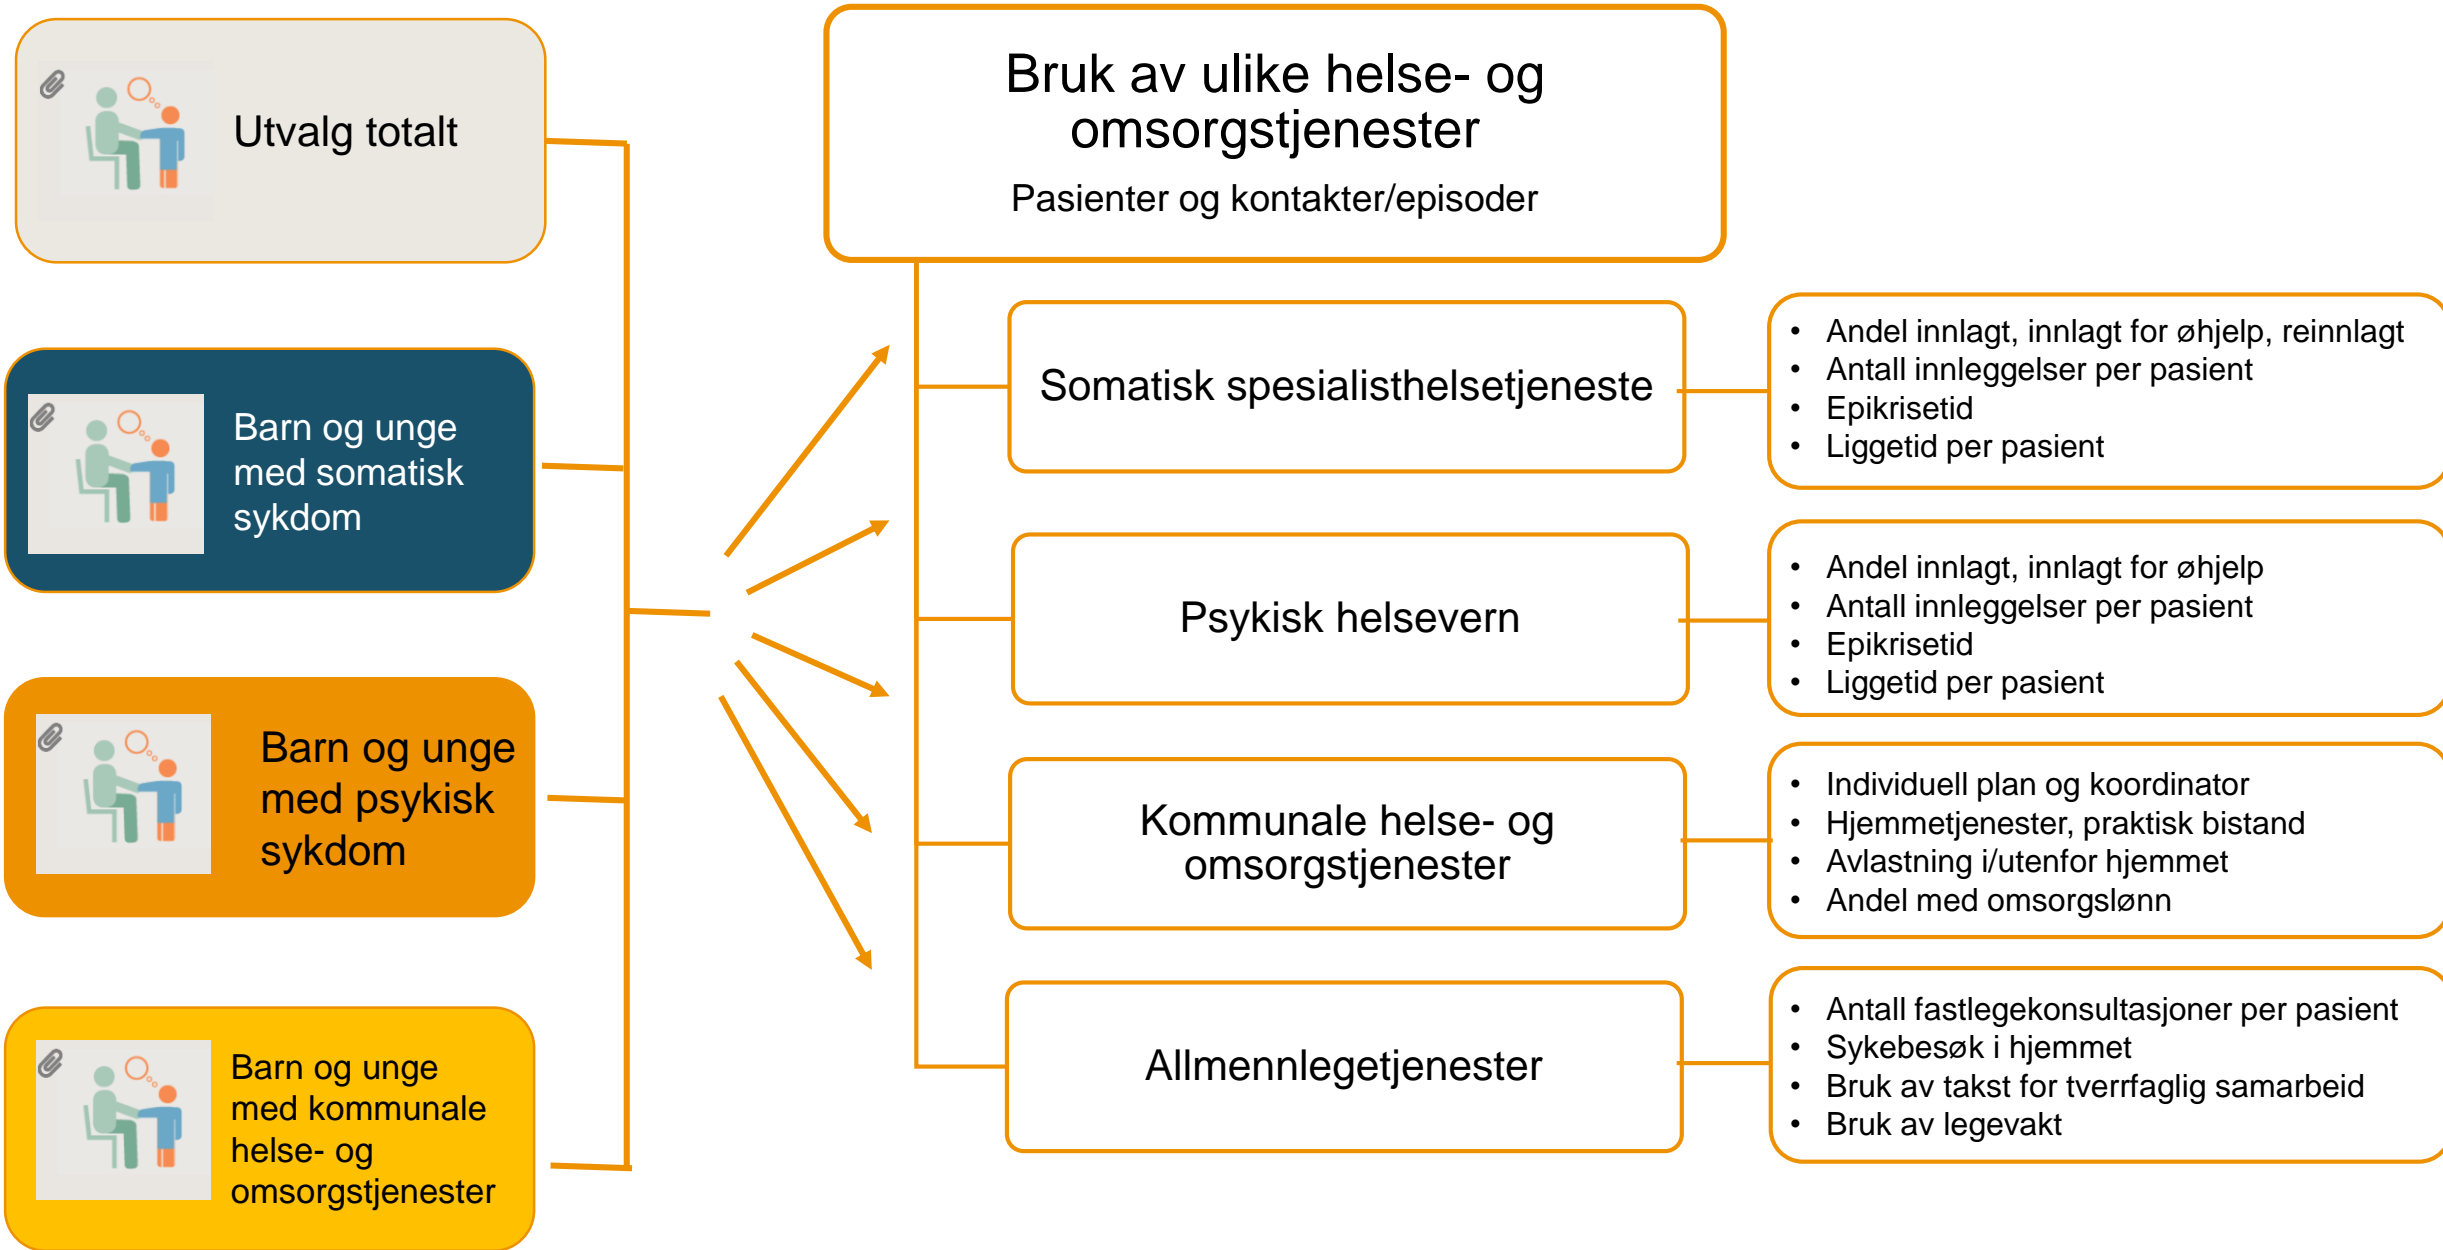 Utvalg totalt
Barn og unge
med somatisk
sykdom
Barn og unge
med psykisk
sykdom
Barn og unge
med kommunale
helse- og
omsorgstjenester
Bruk av ulike helse- og
omsorgstjenester
Pasienter og kontakter/episoder
Somatisk spesialisthelsetjeneste
• Andel innlagt, innlagt for øhjelp, reinnlagt
• Antall innleggelser per pasient
• Epikrisetid
• Liggetid per pasient
Psykisk helsevern
• Andel innlagt, innlagt for øhjelp
• Antall innleggelser per pasient
• Epikrisetid
• Liggetid per pasient
Kommunale helse- og
omsorgstjenester
• Individuell plan og koordinator
• Hjemmetjenester, praktisk bistand
• Avlastning i/utenfor hjemmet
• Andel med omsorgslønn
Allmennlegetjenester
• Antall fastlegekonsultasjoner per pasient
• Sykebesøk i hjemmet
• Bruk av takst for tverrfaglig samarbeid
• Bruk av legevakt